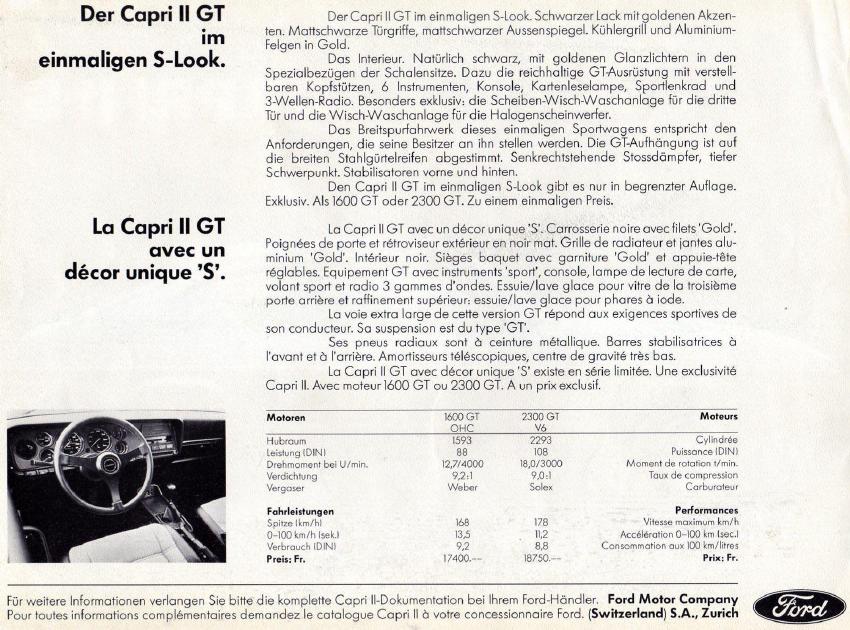 Der Capri II GT
im
einmaligen S-Look.
Der Capri II GT im einmaligen S-Look. Schwarzer Lack mit goldenen Akzen-
ten. Mattschwarze Türgriffe, mattschwarzer Aussenspiegel. Kühlergrill und Aluminium-
Felgen in Gold.
Das Interieur. Natürlich schwarz, mit goldenen Glanzlichtern in den
Spezialbezügen der Schalensitze. Dazu die reichhaltige GT-Ausrüstung mit verstell-
baren Kopfstützen, 6 Instrumenten, Konsole, Kartenleselampe, Sportlenkrad und
3-Wellen-Radio. Besonders exklusiv: die Scheiben-Wisch-Waschanlage für die dritte
Tür und die Wisch-Waschanlage für die Halogenscheinwerfer.
Das Breitspurfahrwerk dieses einmaligen Sportwagens entspricht den
Anforderungen, die seine Besitzer an ihn stellen werden. Die GT-Aufhängung ist auf
die breiten Stahlgürtelreifen abgestimmt. Senkrechtstehende Stossdämpfer, tiefer
Schwerpunkt. Stabilisatoren vorne und hinten.
Den Capri II GT im einmaligen S-Look gibt es nur in begrenzter Auflage.
Exklusiv. Als 1600 GT oder 2300 GT. Zu einem einmaligen Preis.
La Capri II GT
avec un
décor unique 'S'.
La Capri II GT avec un décor unique 'S'. Carrosserie noire avec filets 'Gold'.
Poignées de porte et rétroviseur extérieur en noir mat. Grille de radiateur et jantes alu-
minium 'Gold'. Intérieur noir. Sièges baquet avec garniture 'Gold' et appuie-tête
réglables. Equipement GT avec instruments 'sport', console, lampe de lecture de carte,
volant sport et radio 3 gammes d'ondes. Essuie/lave glace pour vitre de la troisième
porte arrière et raffinement supérieur: essuie/lave glace pour phares à iode.
La voie extra large de cette version GT répond aux exigences sportives de
son conducteur. Sa suspension est du type 'GT'.
Ses pneus radiaux sont à ceinture métallique. Barres stabilisatrices à
l'avant et à l'arrière. Amortisseurs téléscopiques, centre de gravité très bas.
La Capri II GT avec décor unique 'S' existe en série limitée. Une exclusivité
Capri II. Avec moteur 1600 GT ou 2300 GT. A un prix exclusif.
Motoren 1600 GT 2300 GT Moteurs
OHC V6
Hubraum 1593 2293 Cylindrée
Leistung (DIN) 88 108 Puissance (DIN)
Drehmoment bei U/min. 12,7/4000 18,0/3000 Moment de rotation t/min.
Verdichtung 9,2:1 9,0:1 Taux de compression
Vergaser Weber Solex Carburateur
Fahrleistungen Performances
Spitze (km/h) 168 178 Vitesse maximum km/h
0–100 km/h (sek.) 13,5 11,2 Accélération 0–100 km (sec.)
Verbrauch (DIN) 9,2 8,8 Consommation aux 100 km/litres
Preis: Fr. 17400.— 18750.— Prix: Fr.
Für weitere Informationen verlangen Sie bitte die komplette Capri II-Dokumentation bei Ihrem Ford-Händler. Ford Motor Company
Pour toutes informations complémentaires demandez le catalogue Capri II à votre concessionnaire Ford. (Switzerland) S.A., Zurich
Ford